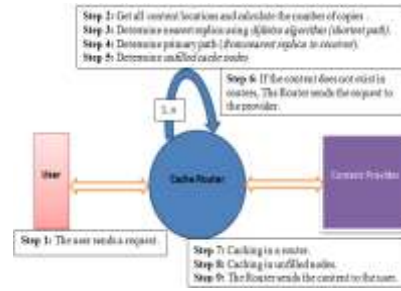 Step 2: Get all content locations and calculate the number of copies.
Step 3: Determine nearest replica using dijkstra algorithm (shortest path).
Step 4: Determine primary path (from nearest replica to receiver).
Step 5: Determine unfilled cache nodes
Step 6: If the content does not exist in
routers, The Router sends the request to
the provider.
User
Cache Router
Content Provider
Step 1: The user sends a request.
Step 7: Caching in a router.
Step 8: Caching in unfilled nodes.
Step 9: The Router sends the content to the user.